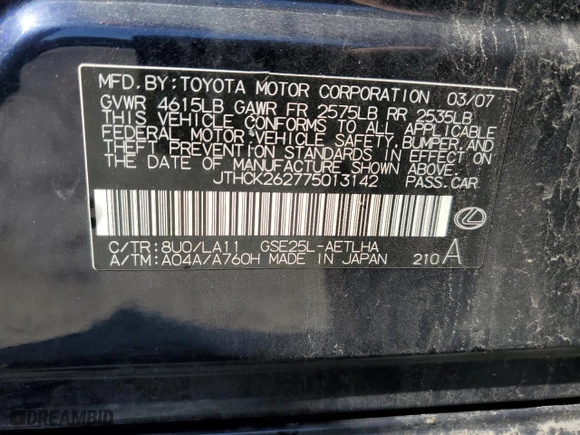 MFD. BY: TOYOTA MOTOR CORPORATION 03/07
GVWR 4615LB GAWR FR 2575LB RR 2535LB
THIS VEHICLE CONFORMS TO ALL APPLICABLE
FEDERAL MOTOR VEHICLE SAFETY, BUMPER, AND
THEFT PREVENTION STANDARDS IN EFFECT ON
THE DATE OF MANUFACTURE SHOWN ABOVE.
JTHCK262775013142 PASS. CAR
C/TR: 8U0/LA11 GSE25L-AETLHA
A/TM: A04A/A760H MADE IN JAPAN 210 A
DREAMBID